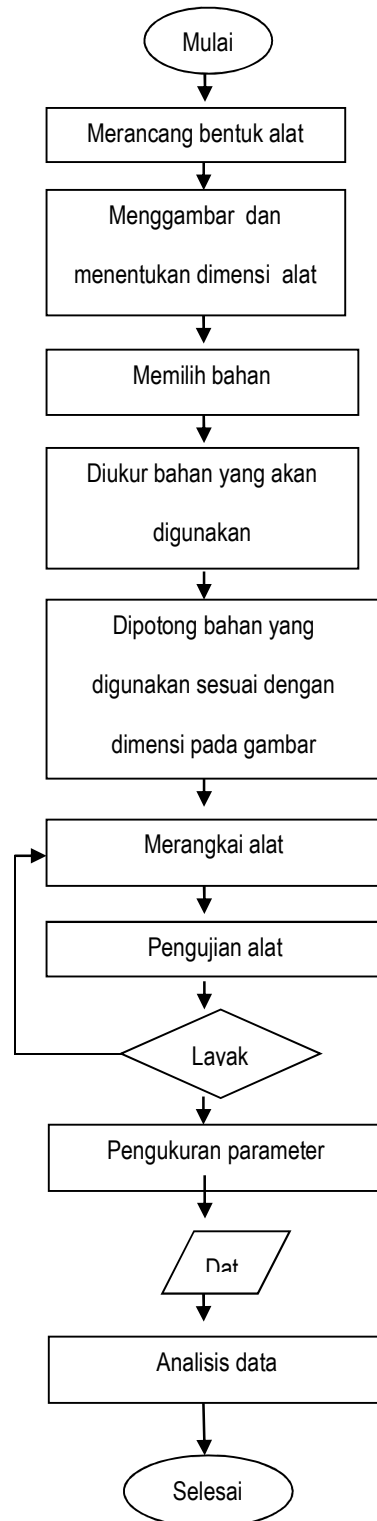 Mulai
Merancang bentuk alat
Menggambar dan
menentukan dimensi alat
Memilih bahan
Diukur bahan yang akan
digunakan
Dipotong bahan yang
digunakan sesuai dengan
dimensi pada gambar
Merangkai alat
Pengujian alat
Layak
Pengukuran parameter
Dat
Analisis data
Selesai